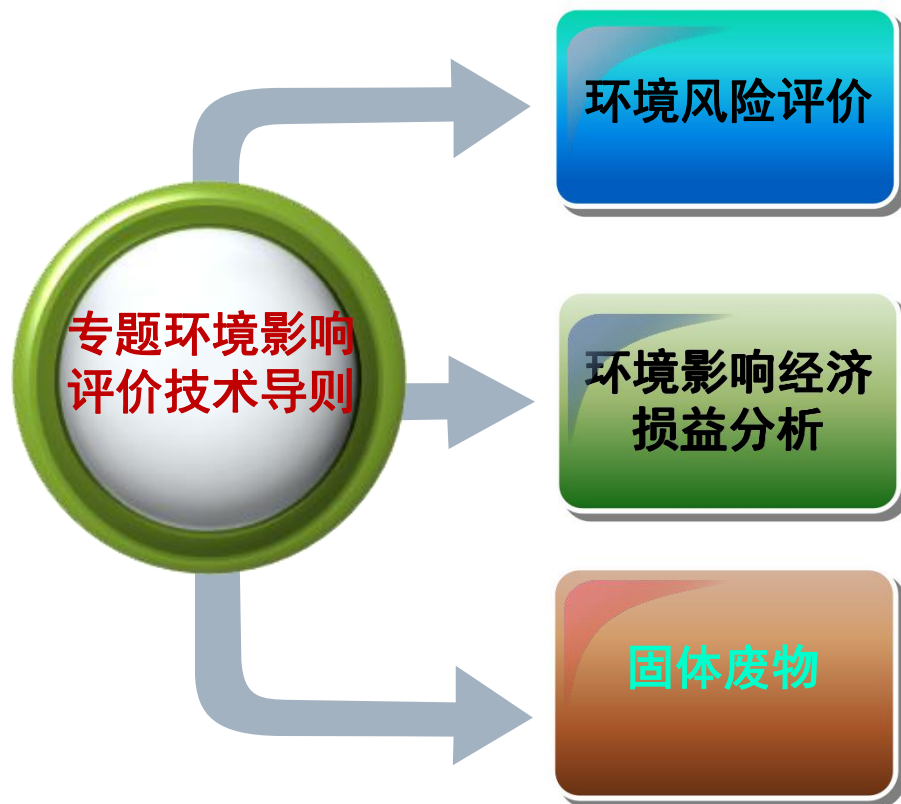 专题环境影响
评价技术导则
环境风险评价
环境影响经济
损益分析
固体废物